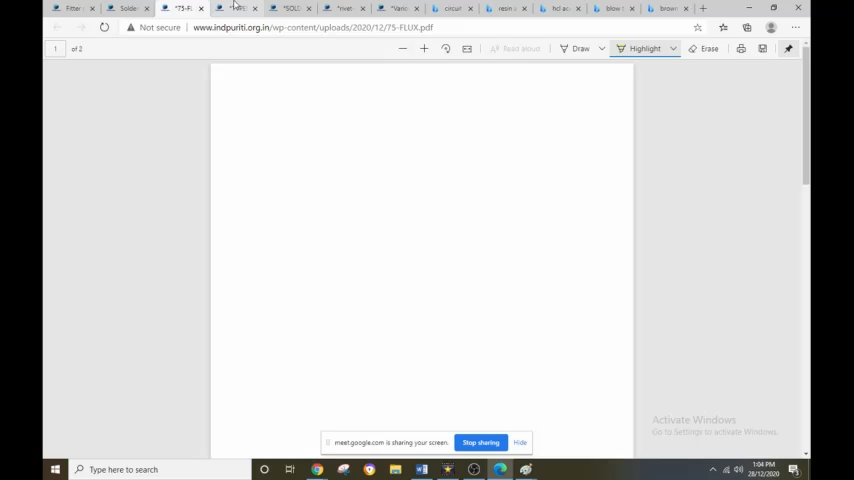 Fitter
Solde
*75-FL
*SOL
*rivet
*Vario
circui
reon
hcl ac
blow t
brown
Not secure
www.indpuriti.org.in/wp-content/uploads/2020/12/75-FLUX.pdf
1 of 2
Read aloud
Draw
Highlight
Erase
Activate Windows
Go to Settings to activate Windows.
meet.google.com is sharing your screen.
Stop sharing
Hide
Type here to search
1:04 PM
28/12/2020